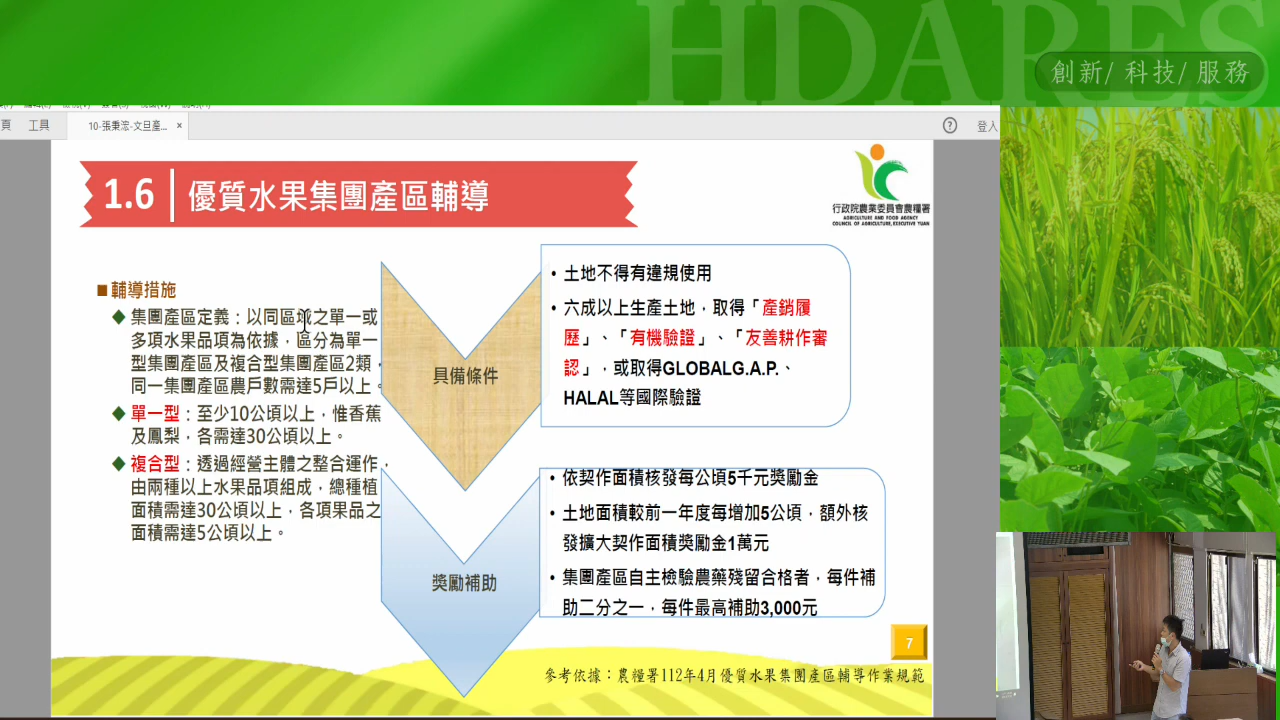 HDARES
創新/ 科技/ 服務
工具
10-張秉浤-文旦產... ×
? 登入
1.6 優質水果集團產區輔導
行政院農業委員會農糧署
AGRICULTURE AND FOOD AGENCY
COUNCIL OF AGRICULTURE, EXECUTIVE YUAN
輔導措施
集團產區定義：以同區域之單一或
多項水果品項為依據，區分為單一
型集團產區及複合型集團產區2類，
同一集團產區農戶數需達5戶以上。
單一型：至少10公頃以上，惟香蕉
及鳳梨，各需達30公頃以上。
複合型：透過經營主體之整合運作，
由兩種以上水果品項組成，總種植
面積需達30公頃以上，各項果品之
面積需達5公頃以上。
具備條件
• 土地不得有違規使用
• 六成以上生產土地，取得「產銷履
歷」、「有機驗證」、「友善耕作審
認」，或取得GLOBALG.A.P.、
HALAL等國際驗證
獎勵補助
• 依契作面積核發每公頃5千元獎勵金
• 土地面積較前一年度每增加5公頃，額外核
發擴大契作面積獎勵金1萬元
• 集團產區自主檢驗農藥殘留合格者，每件補
助二分之一，每件最高補助3,000元
7
參考依據：農糧署112年4月優質水果集團產區輔導作業規範